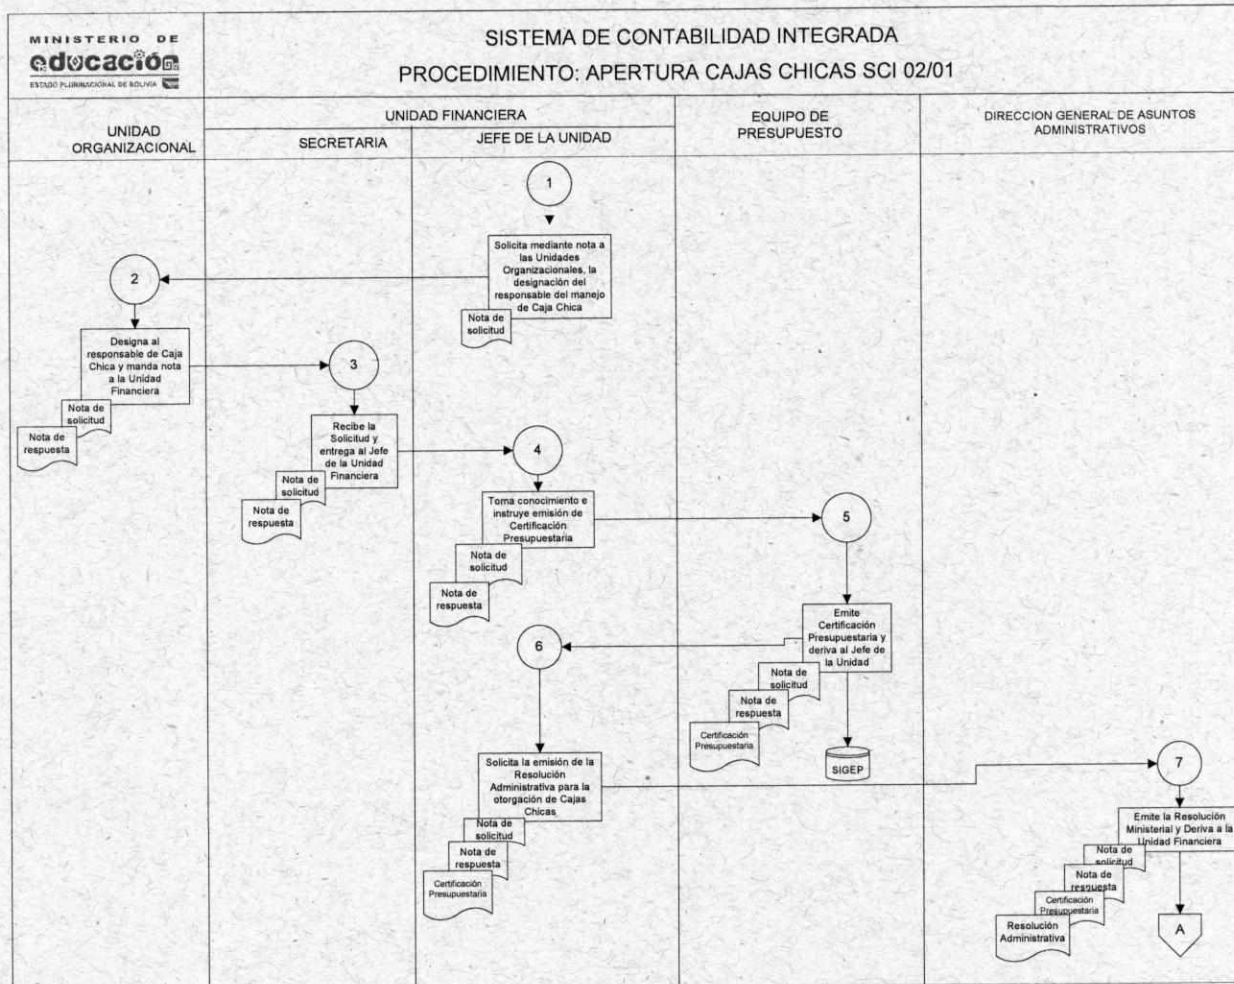 MINISTERIO DE
educación
ESTADO PLURINACIONAL DE BOLIVIA
SISTEMA DE CONTABILIDAD INTEGRADA
PROCEDIMIENTO: APERTURA CAJAS CHICAS SCI 02/01
UNIDAD
ORGANIZACIONAL
UNIDAD FINANCIERA
SECRETARIA
JEFE DE LA UNIDAD
EQUIPO DE
PRESUPUESTO
DIRECCION GENERAL DE ASUNTOS
ADMINISTRATIVOS
1
Solicita mediante nota a
las Unidades
Organizacionales, la
designación del
responsable del manejo
de Caja Chica
Nota de
solicitud
2
Designa al
responsable de Caja
Chica y manda nota
a la Unidad
Financiera
Nota de
solicitud
Nota de
respuesta
3
Recibe la
Solicitud y
entrega al Jefe
de la Unidad
Financiera
Nota de
solicitud
Nota de
respuesta
4
Toma conocimiento e
instruye emisión de
Certificación
Presupuestaria
Nota de
solicitud
Nota de
respuesta
5
Emite
Certificación
Presupuestaria y
deriva al Jefe de
la Unidad
Nota de
solicitud
Nota de
respuesta
Certificación
Presupuestaria
SIGEP
6
Solicita la emisión de la
Resolución
Administrativa para la
otorgación de Cajas
Chicas
Nota de
solicitud
Nota de
respuesta
Certificación
Presupuestaria
7
Emite la Resolución
Ministerial y Deriva a la
Unidad Financiera
Nota de
solicitud
Nota de
respuesta
Certificación
Presupuestaria
Resolución
Administrativa
A